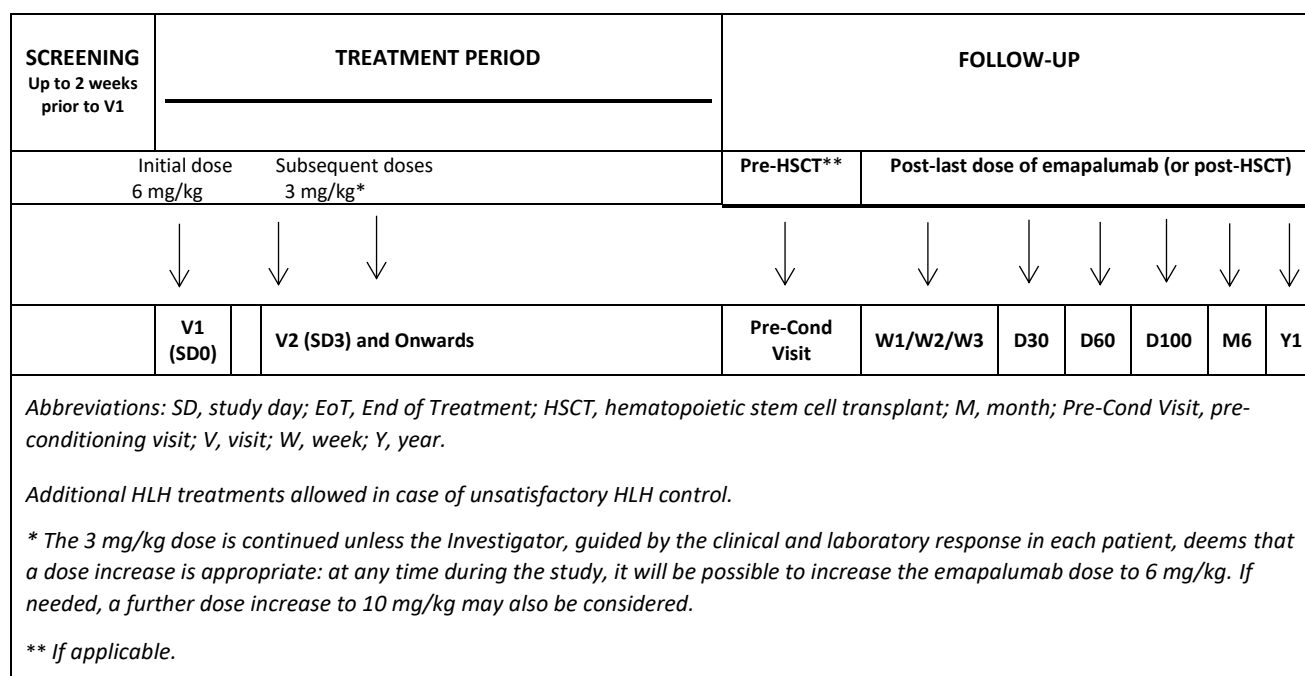 SCREENING
Up to 2 weeks
prior to V1
TREATMENT PERIOD
FOLLOW-UP
Initial dose
6 mg/kg
Subsequent doses
3 mg/kg*
Pre-HSCT**
Post-last dose of emapalumab (or post-HSCT)
V1
(SD0)
V2 (SD3) and Onwards
Pre-Cond
Visit
W1/W2/W3
D30
D60
D100
M6
Y1
Abbreviations: SD, study day; EoT, End of Treatment; HSCT, hematopoietic stem cell transplant; M, month; Pre-Cond Visit, pre-
conditioning visit; V, visit; W, week; Y, year.
Additional HLH treatments allowed in case of unsatisfactory HLH control.
* The 3 mg/kg dose is continued unless the Investigator, guided by the clinical and laboratory response in each patient, deems that
a dose increase is appropriate: at any time during the study, it will be possible to increase the emapalumab dose to 6 mg/kg. If
needed, a further dose increase to 10 mg/kg may also be considered.
** If applicable.